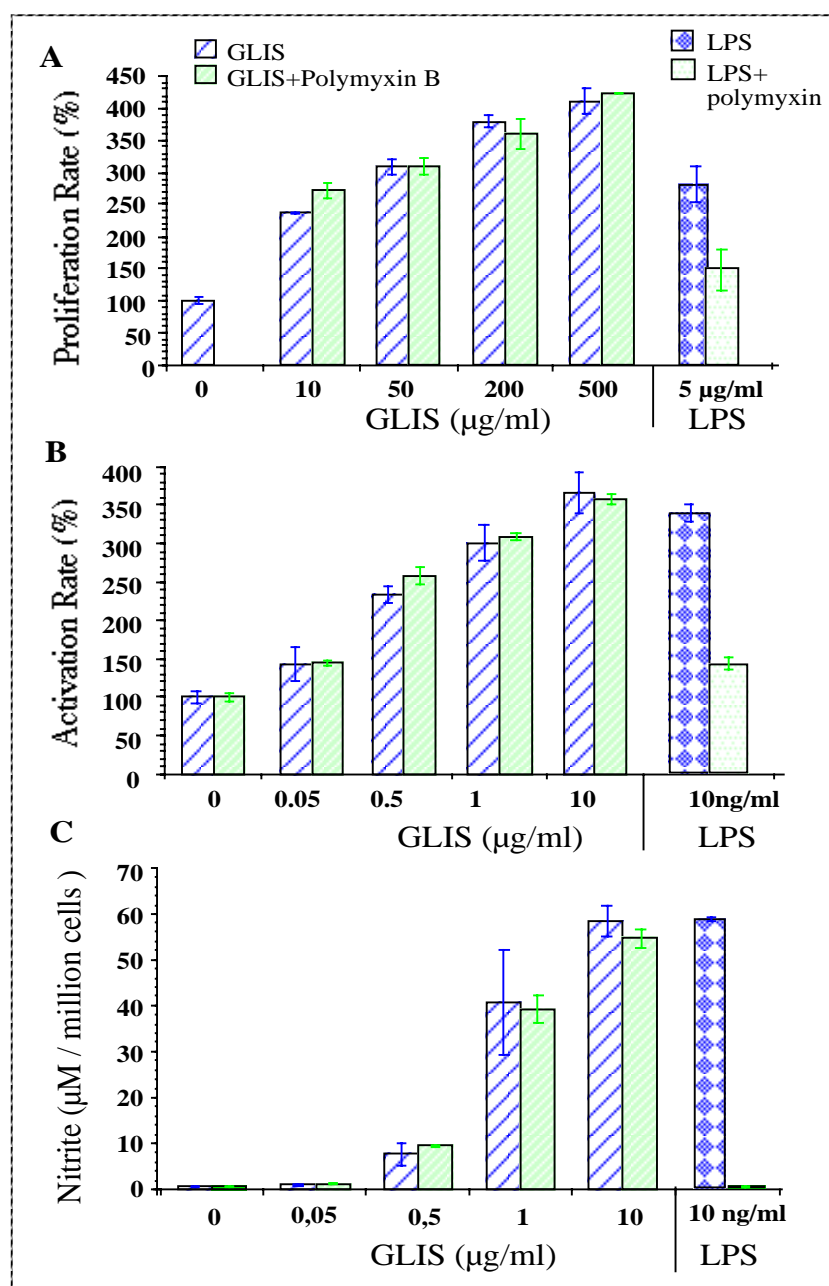 A
GLIS
GLIS+Polymyxin B
LPS
LPS+
polymyxin
Proliferation Rate (%)
450
400
350
300
250
200
150
100
50
0
0 10 50 200 500 5 µg/ml
GLIS (µg/ml) LPS
B
Activation Rate (%)
400
350
300
250
200
150
100
50
0
0 0.05 0.5 1 10 10ng/ml
GLIS (µg/ml) LPS
C
Nitrite (µM / million cells )
70
60
50
40
30
20
10
0
0 0,05 0,5 1 10 10 ng/ml
GLIS (µg/ml) LPS